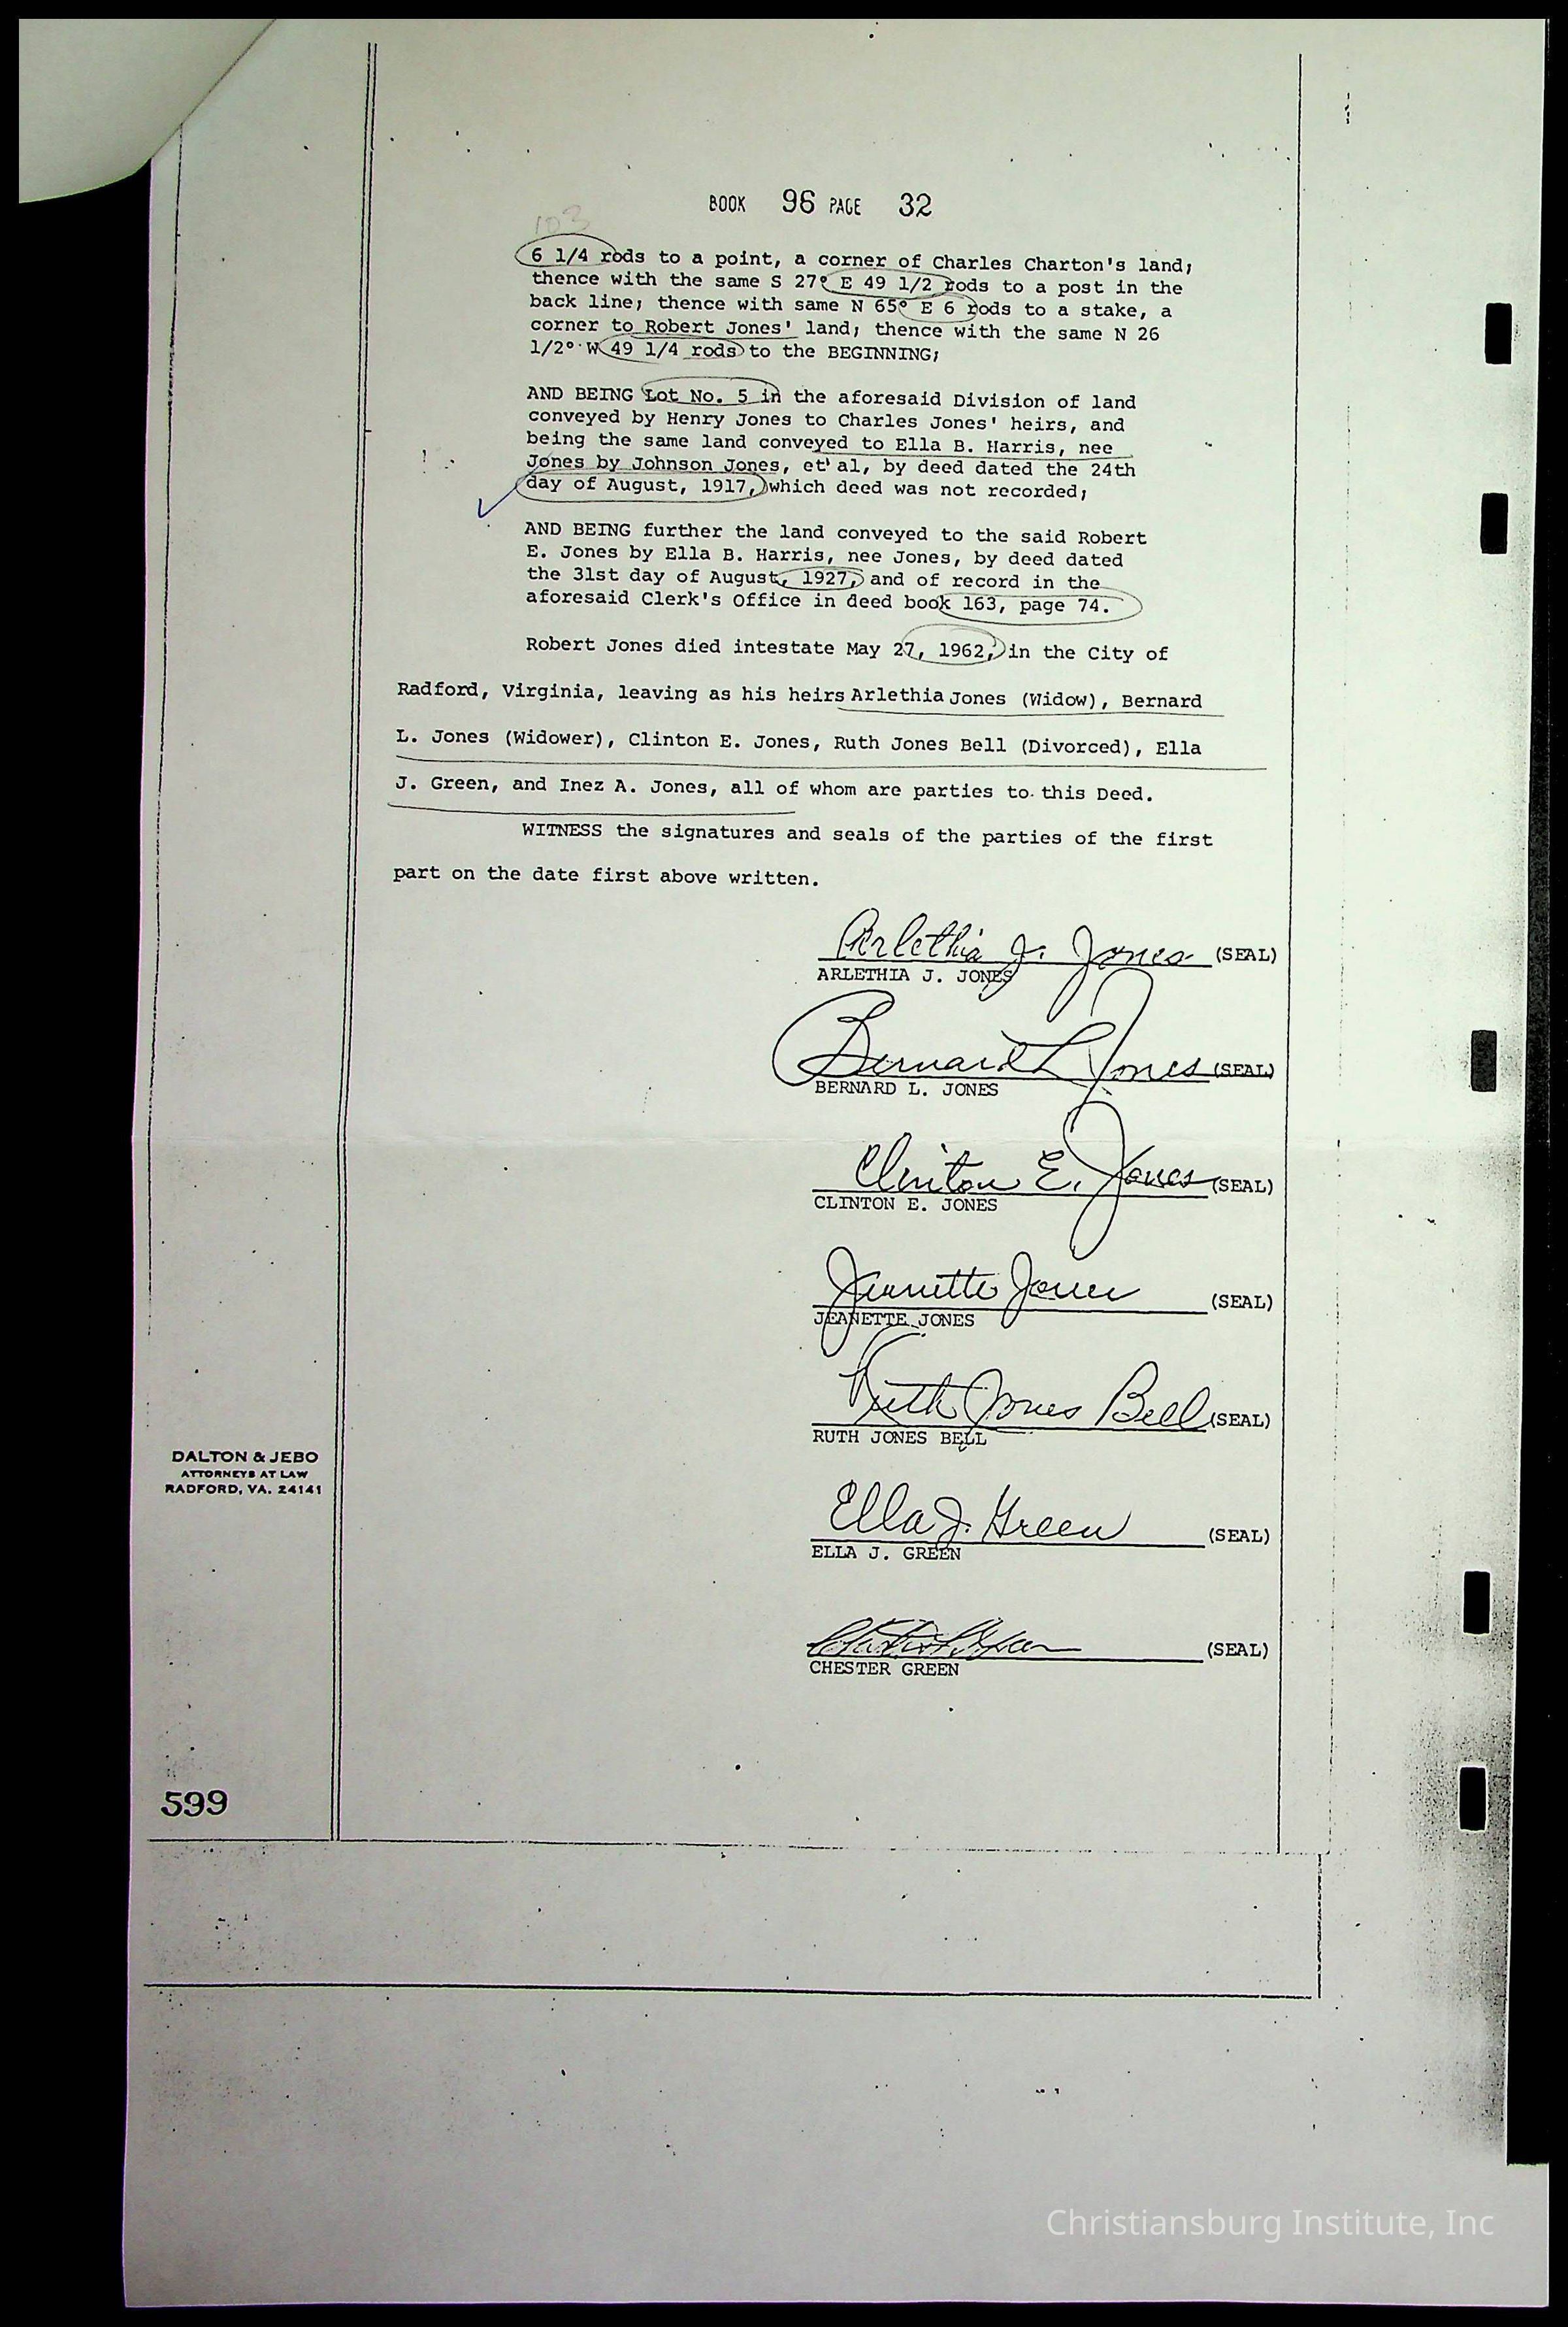 BOOK 96 PAGE 32
103
6 1/4 rods to a point, a corner of Charles Charton's land;
thence with the same S 27° E 49 1/2 rods to a post in the
back line; thence with same N 65° E 6 rods to a stake, a
corner to Robert Jones' land; thence with the same N 26
1/2° W 49 1/4 rods to the BEGINNING;
AND BEING Lot No. 5 in the aforesaid Division of land
conveyed by Henry Jones to Charles Jones' heirs, and
being the same land conveyed to Ella B. Harris, nee
Jones by Johnson Jones, et al, by deed dated the 24th
day of August, 1917, which deed was not recorded;
AND BEING further the land conveyed to the said Robert
E. Jones by Ella B. Harris, nee Jones, by deed dated
the 31st day of August, 1927, and of record in the
aforesaid Clerk's Office in deed book 163, page 74.
Robert Jones died intestate May 27, 1962, in the City of
Radford, Virginia, leaving as his heirs Arlethia Jones (Widow), Bernard
L. Jones (Widower), Clinton E. Jones, Ruth Jones Bell (Divorced), Ella
J. Green, and Inez A. Jones, all of whom are parties to this Deed.
WITNESS the signatures and seals of the parties of the first
part on the date first above written.
Arlethia J. Jones (SEAL)
ARLETHIA J. JONES
Bernard L Jones (SEAL)
BERNARD L. JONES
Clinton E. Jones (SEAL)
CLINTON E. JONES
Jeanette Jones (SEAL)
JEANETTE JONES
Ruth Jones Bell (SEAL)
RUTH JONES BELL
Ella J. Green (SEAL)
ELLA J. GREEN
(SEAL)
CHESTER GREEN
DALTON & JEBO
ATTORNEYS AT LAW
RADFORD, VA. 24141
599
Christiansburg Institute, Inc